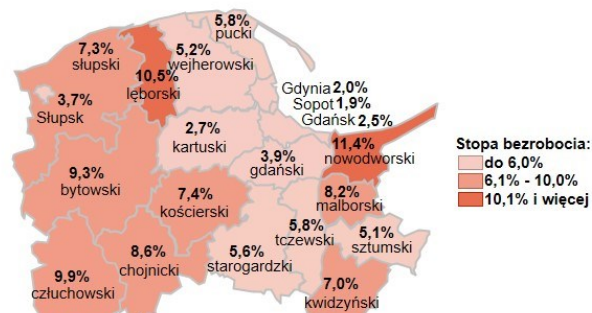 5,8%
pucki
7,3%
słupski
5,2%
wejherowski
10,5%
lęborski
3,7%
Słupsk
Gdynia 2,0%
Sopot 1,9%
Gdańsk 2,5%
2,7%
kartuski
3,9%
gdański
11,4%
nowodworski
9,3%
bytowski
7,4%
kościerski
8,2%
malborski
5,8%
tczewski
5,1%
sztumski
8,6%
chojnicki
5,6%
starogardzki
9,9%
człuchowski
7,0%
kwidzyński
Stopa bezrobocia:
do 6,0%
6,1% - 10,0%
10,1% i więcej